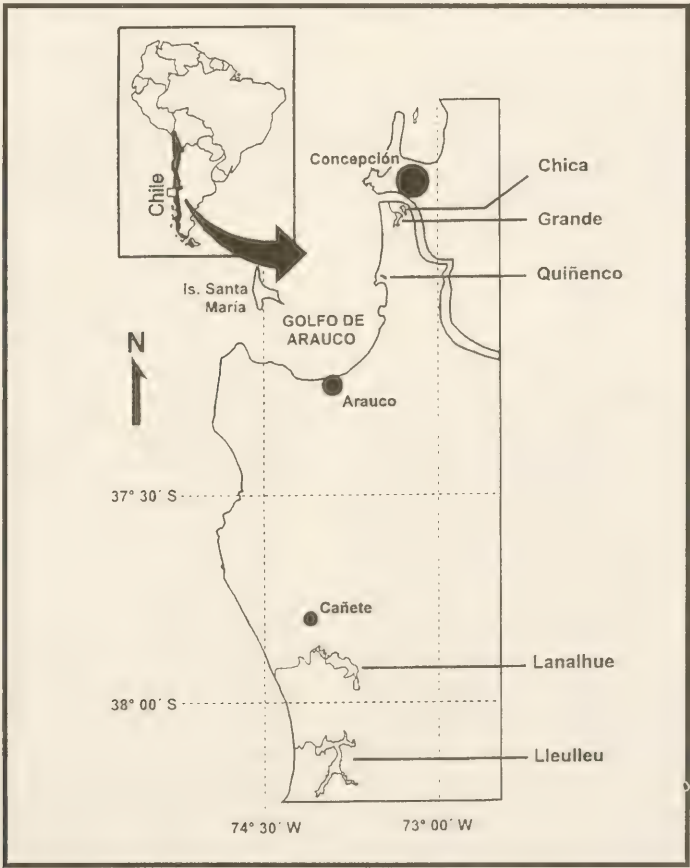 Chile
Concepción
Chica
Grande
Quiñenco
Is. Santa
María
GOLFO DE
ARAUCO
N
Arauco
37° 30´ S
Cañete
Lanalhue
38° 00´ S
Lleulleu
74° 30´ W
73° 00´ W